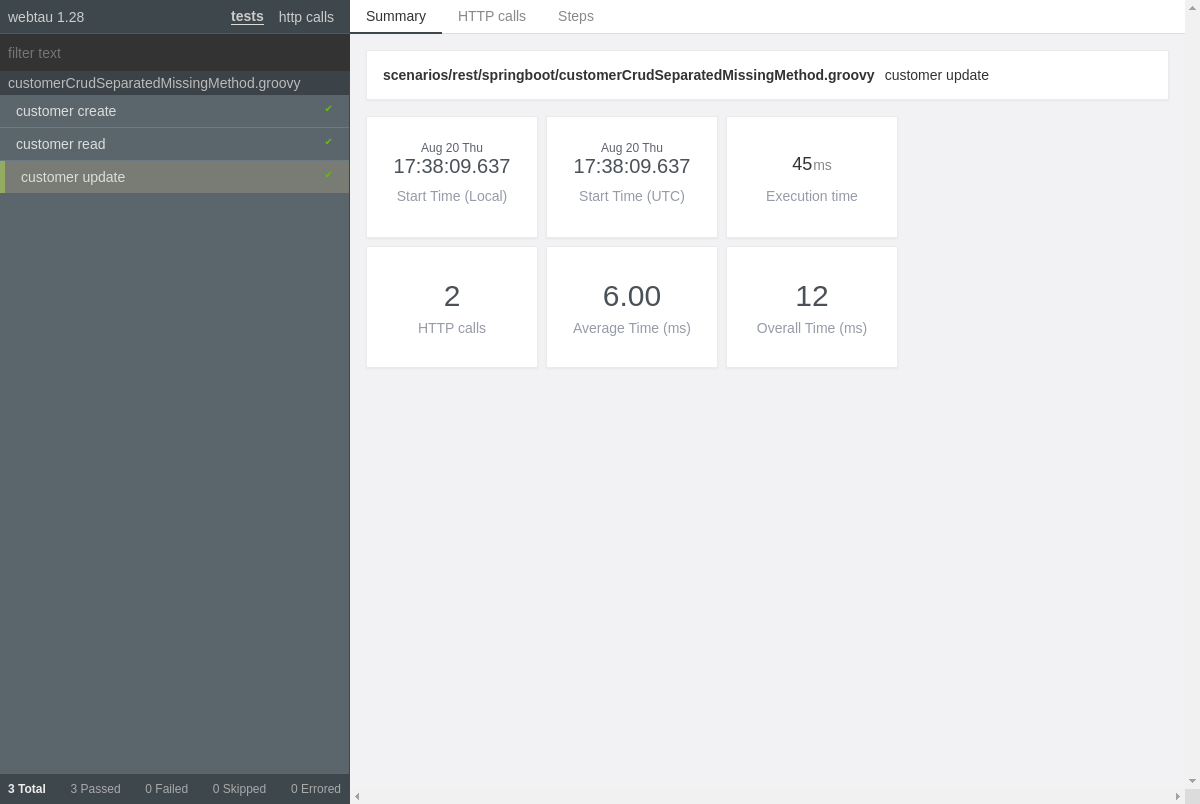 webtau 1.28 tests http calls
filter text
customerCrudSeparatedMissingMethod.groovy
customer create
customer read
customer update
3 Total 3 Passed 0 Failed 0 Skipped 0 Errored
Summary HTTP calls Steps
scenarios/rest/springboot/customerCrudSeparatedMissingMethod.groovy customer update
Aug 20 Thu
17:38:09.637
Start Time (Local)
Aug 20 Thu
17:38:09.637
Start Time (UTC)
45 ms
Execution time
2
HTTP calls
6.00
Average Time (ms)
12
Overall Time (ms)